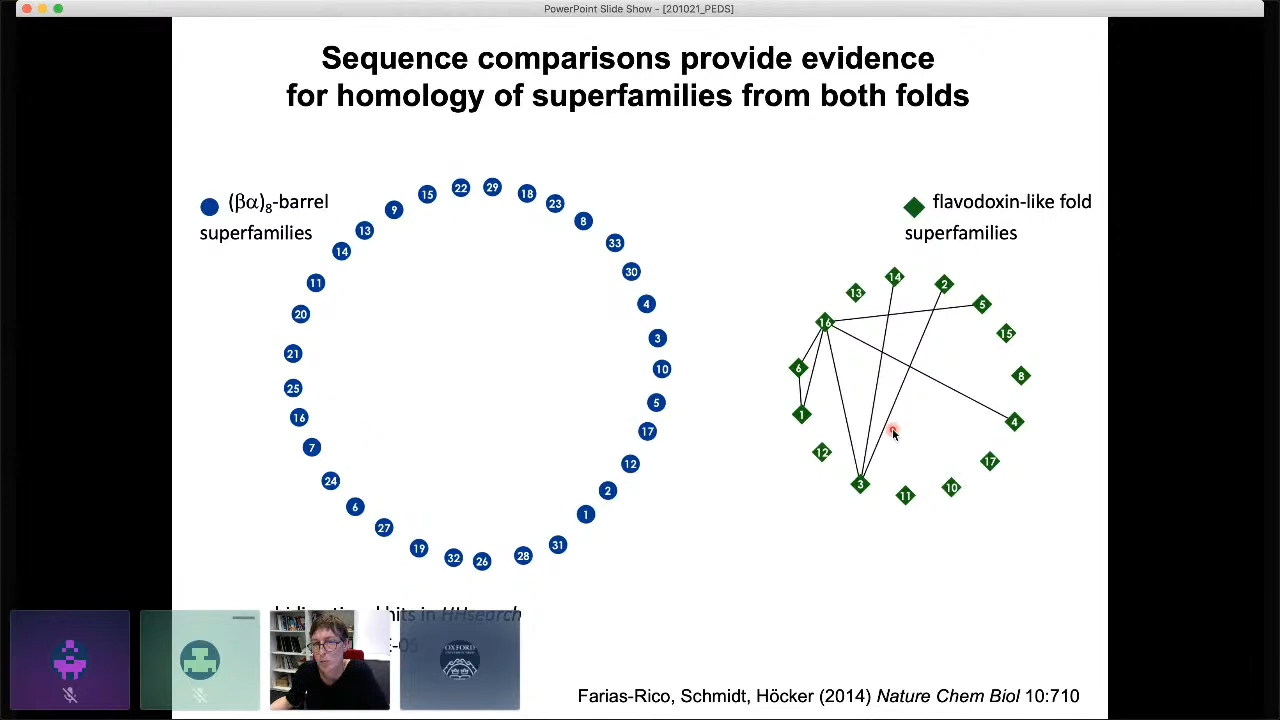 PowerPoint Slide Show - [201021_PEDS]
Sequence comparisons provide evidence
for homology of superfamilies from both folds
(βα)8-barrel
superfamilies
flavodoxin-like fold
superfamilies
22 29
15 18
9 23
13 8
14 33
11 30
20 4
21 3
25 10
16 5
7 17
24 12
6 2
27 1
19 31
32 26 28
14 2
13 5
16 15
6 8
1 4
12 17
3 11 10
hits in HHsearch
OXFORD
Farias-Rico, Schmidt, Höcker (2014) Nature Chem Biol 10:710